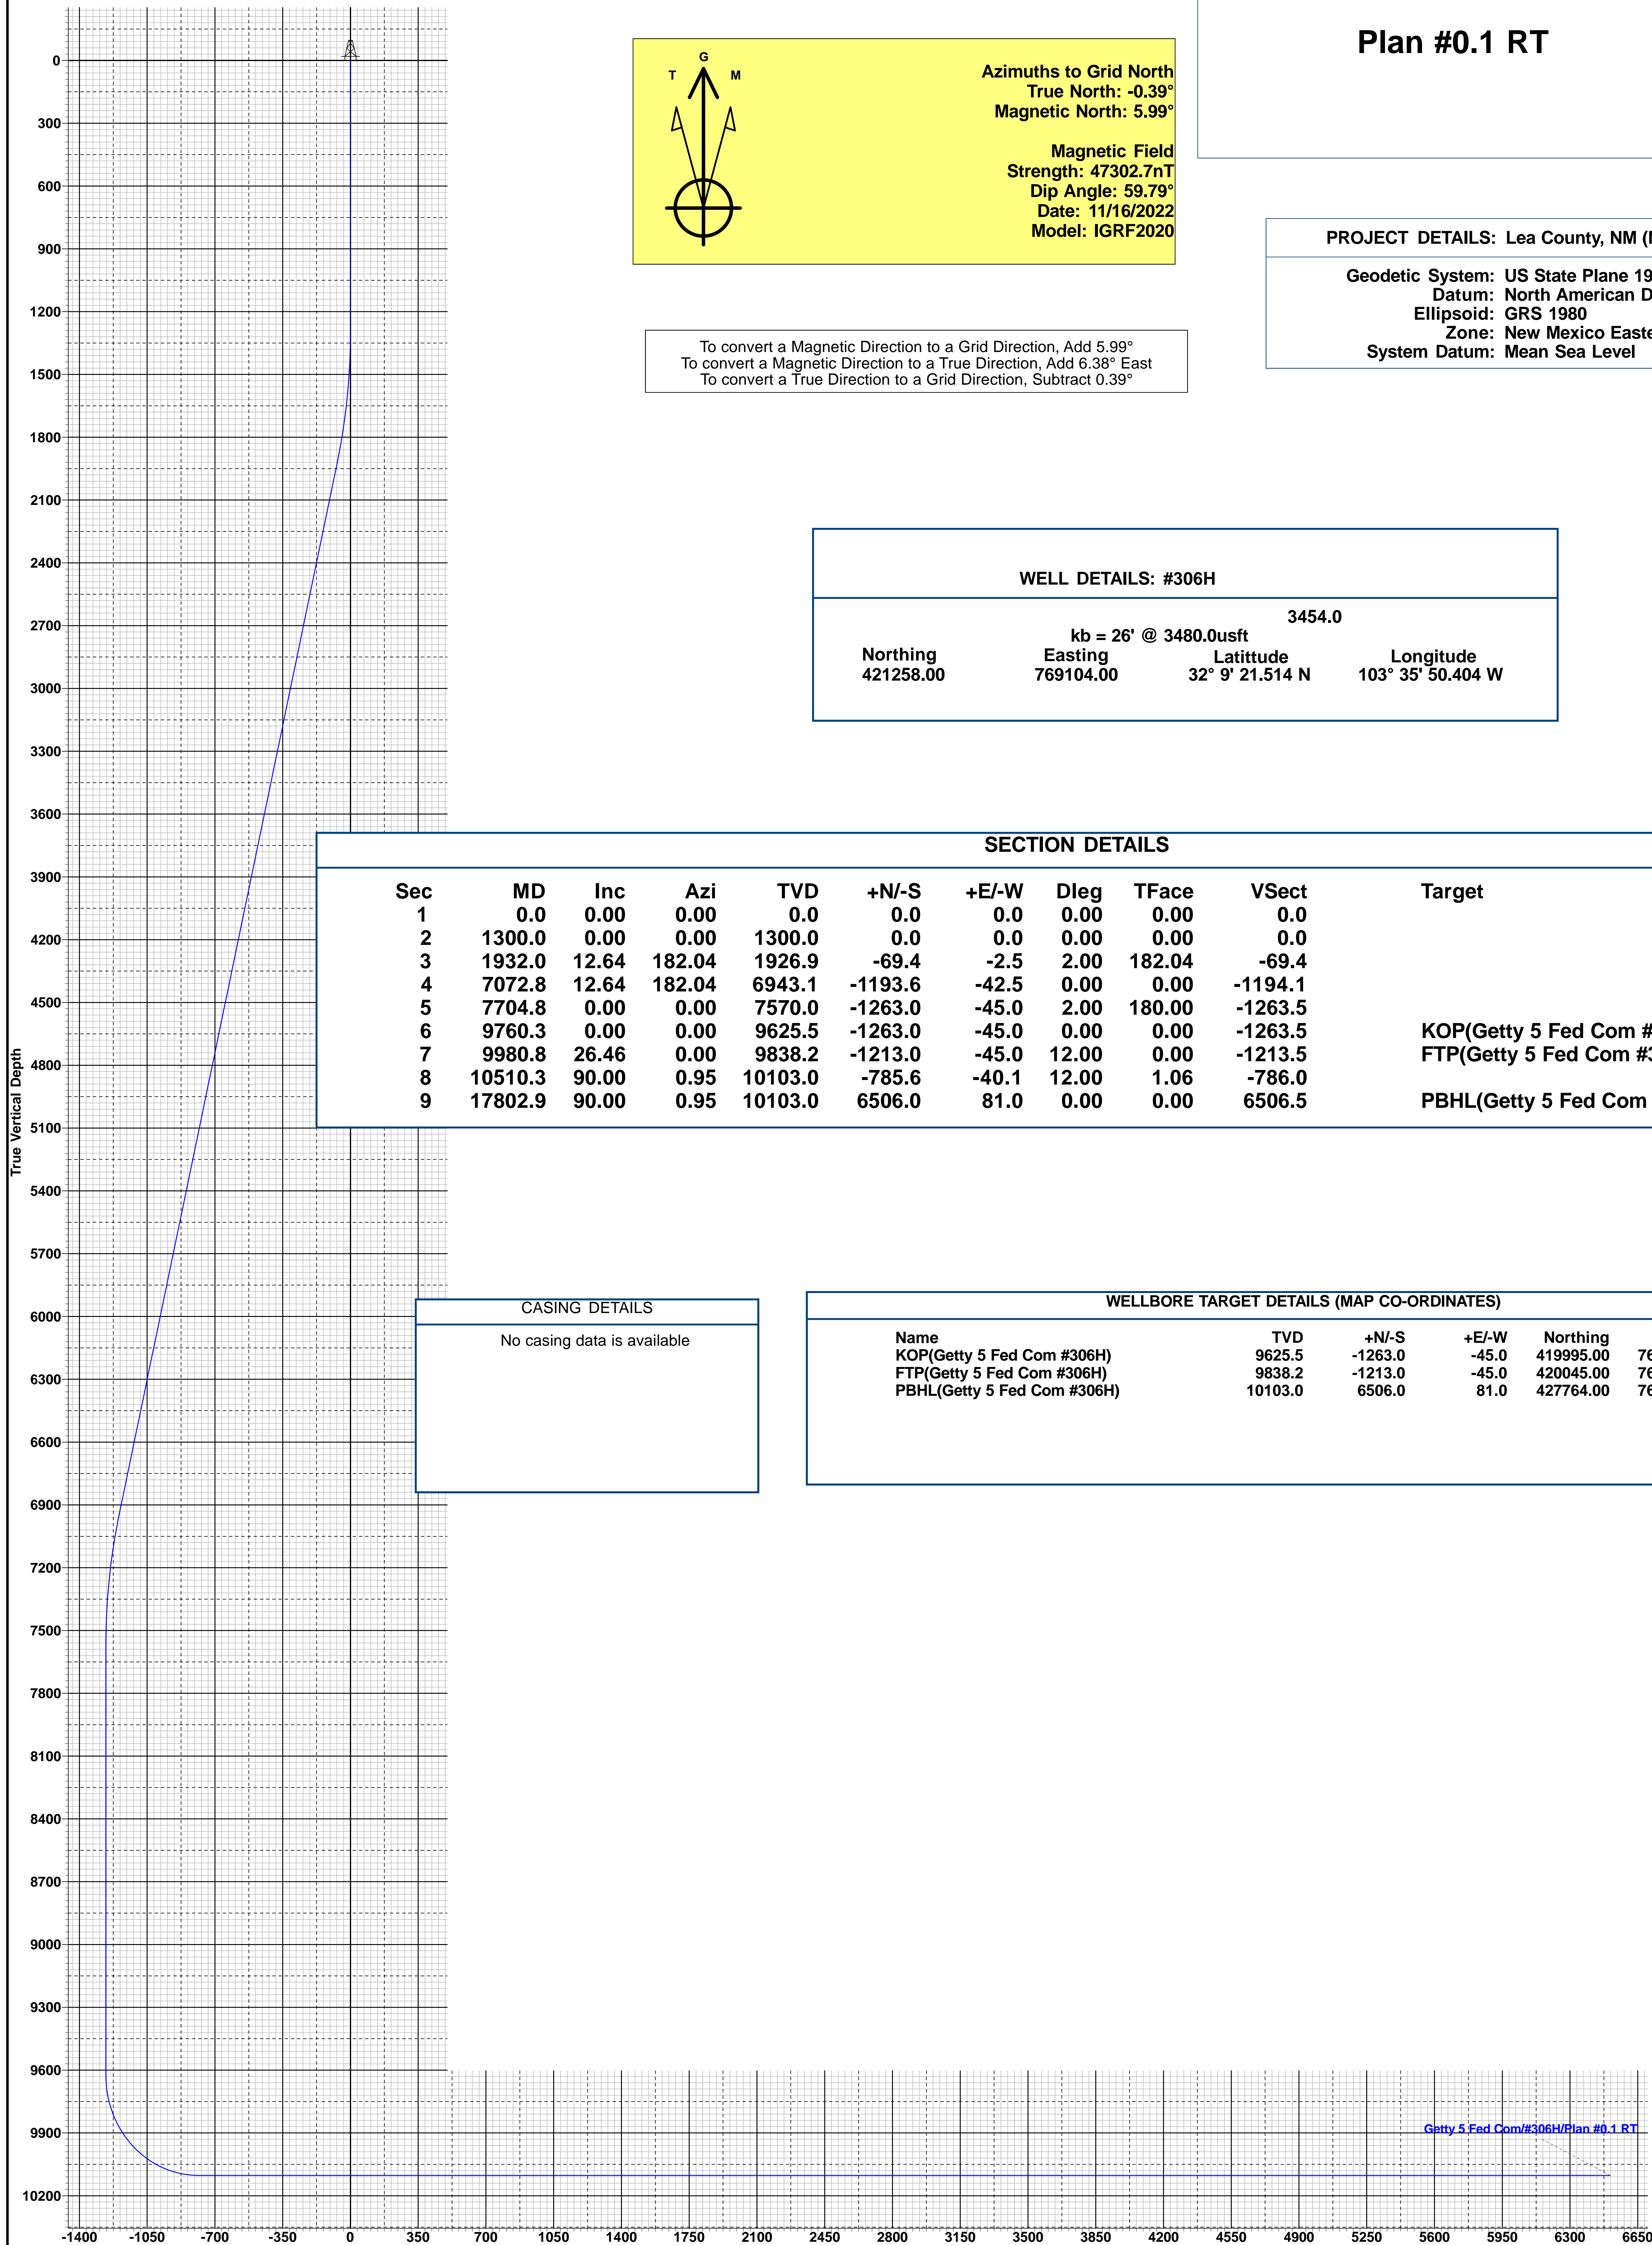 Plan #0.1 RT
T G M
Azimuths to Grid North
True North: -0.39°
Magnetic North: 5.99°
Magnetic Field
Strength: 47302.7nT
Dip Angle: 59.79°
Date: 11/16/2022
Model: IGRF2020
PROJECT DETAILS: Lea County, NM (
Geodetic System: US State Plane 19
Datum: North American D
Ellipsoid: GRS 1980
Zone: New Mexico Easte
System Datum: Mean Sea Level
To convert a Magnetic Direction to a Grid Direction, Add 5.99°
To convert a Magnetic Direction to a True Direction, Add 6.38° East
To convert a True Direction to a Grid Direction, Subtract 0.39°
WELL DETAILS: #306H
3454.0
kb = 26' @ 3480.0usft
Northing Easting Latittude Longitude
421258.00 769104.00 32° 9' 21.514 N 103° 35' 50.404 W
SECTION DETAILS
Sec MD Inc Azi TVD +N/-S +E/-W Dleg TFace VSect Target
1 0.0 0.00 0.00 0.0 0.0 0.0 0.00 0.00 0.0
2 1300.0 0.00 0.00 1300.0 0.0 0.0 0.00 0.00 0.0
3 1932.0 12.64 182.04 1926.9 -69.4 -2.5 2.00 182.04 -69.4
4 7072.8 12.64 182.04 6943.1 -1193.6 -42.5 0.00 0.00 -1194.1
5 7704.8 0.00 0.00 7570.0 -1263.0 -45.0 2.00 180.00 -1263.5
6 9760.3 0.00 0.00 9625.5 -1263.0 -45.0 0.00 0.00 -1263.5 KOP(Getty 5 Fed Com #
7 9980.8 26.46 0.00 9838.2 -1213.0 -45.0 12.00 0.00 -1213.5 FTP(Getty 5 Fed Com #3
8 10510.3 90.00 0.95 10103.0 -785.6 -40.1 12.00 1.06 -786.0
9 17802.9 90.00 0.95 10103.0 6506.0 81.0 0.00 0.00 6506.5 PBHL(Getty 5 Fed Com
CASING DETAILS
No casing data is available
WELLBORE TARGET DETAILS (MAP CO-ORDINATES)
Name TVD +N/-S +E/-W Northing
KOP(Getty 5 Fed Com #306H) 9625.5 -1263.0 -45.0 419995.00 76
FTP(Getty 5 Fed Com #306H) 9838.2 -1213.0 -45.0 420045.00 76
PBHL(Getty 5 Fed Com #306H) 10103.0 6506.0 81.0 427764.00 76
True Vertical Depth
0
300
600
900
1200
1500
1800
2100
2400
2700
3000
3300
3600
3900
4200
4500
4800
5100
5400
5700
6000
6300
6600
6900
7200
7500
7800
8100
8400
8700
9000
9300
9600
9900
10200
Getty 5 Fed Com/#306H/Plan #0.1 RT
-1400 -1050 -700 -350 0 350 700 1050 1400 1750 2100 2450 2800 3150 3500 3850 4200 4550 4900 5250 5600 5950 6300 6650